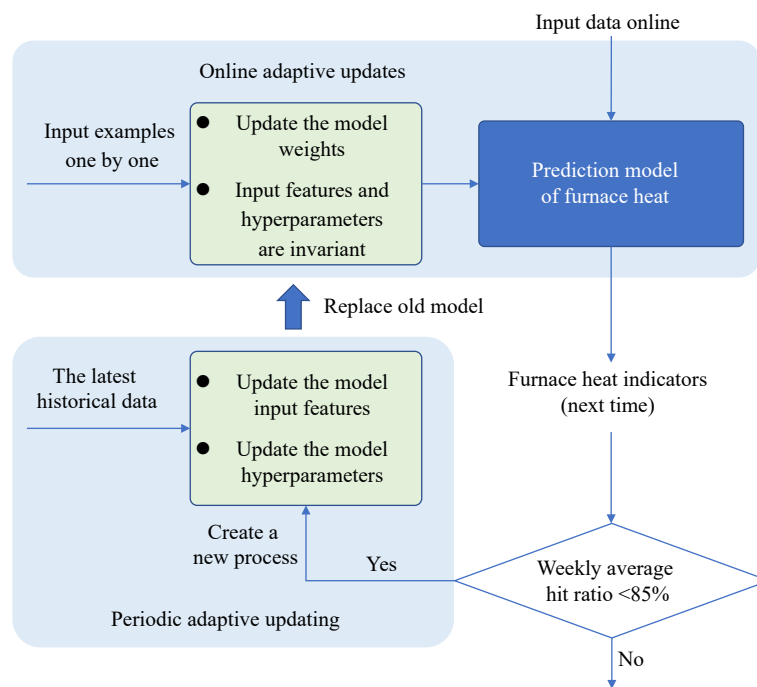 Input data online
Online adaptive updates
Input examples
one by one
● Update the model
weights
● Input features and
hyperparameters
are invariant
Prediction model
of furnace heat
Replace old model
The latest
historical data
● Update the model
input features
● Update the model
hyperparameters
Furnace heat indicators
(next time)
Create a
new process
Yes
Weekly average
hit ratio <85%
Periodic adaptive updating
No